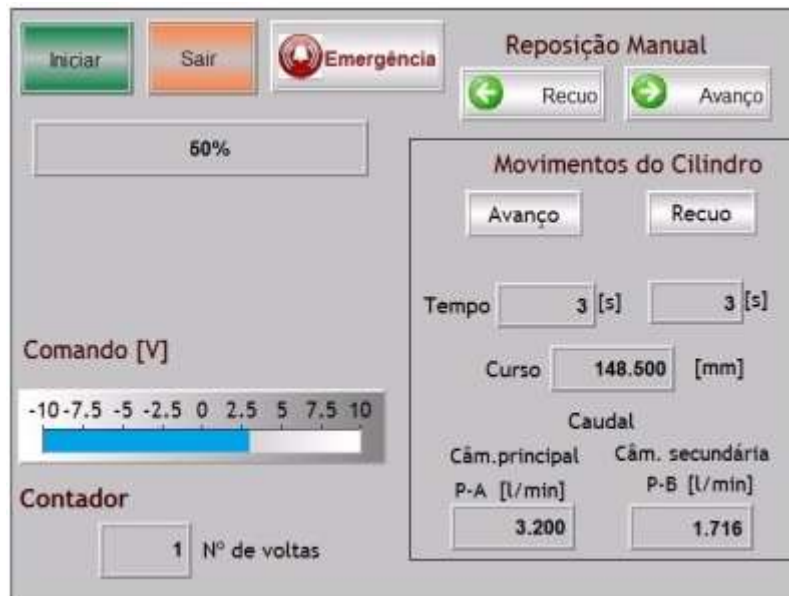 Iniciar
Sair
Emergência
Reposição Manual
Recuo
Avanço
50%
Movimentos do Cilindro
Avanço
Recuo
Tempo
3 [s]
3 [s]
Comando [V]
-10 -7.5 -5 -2.5 0 2.5 5 7.5 10
Curso 148.500 [mm]
Caudal
Câm.principal
Câm. secundária
P-A [l/min]
P-B [l/min]
3.200
1.716
Contador
1 Nº de voltas